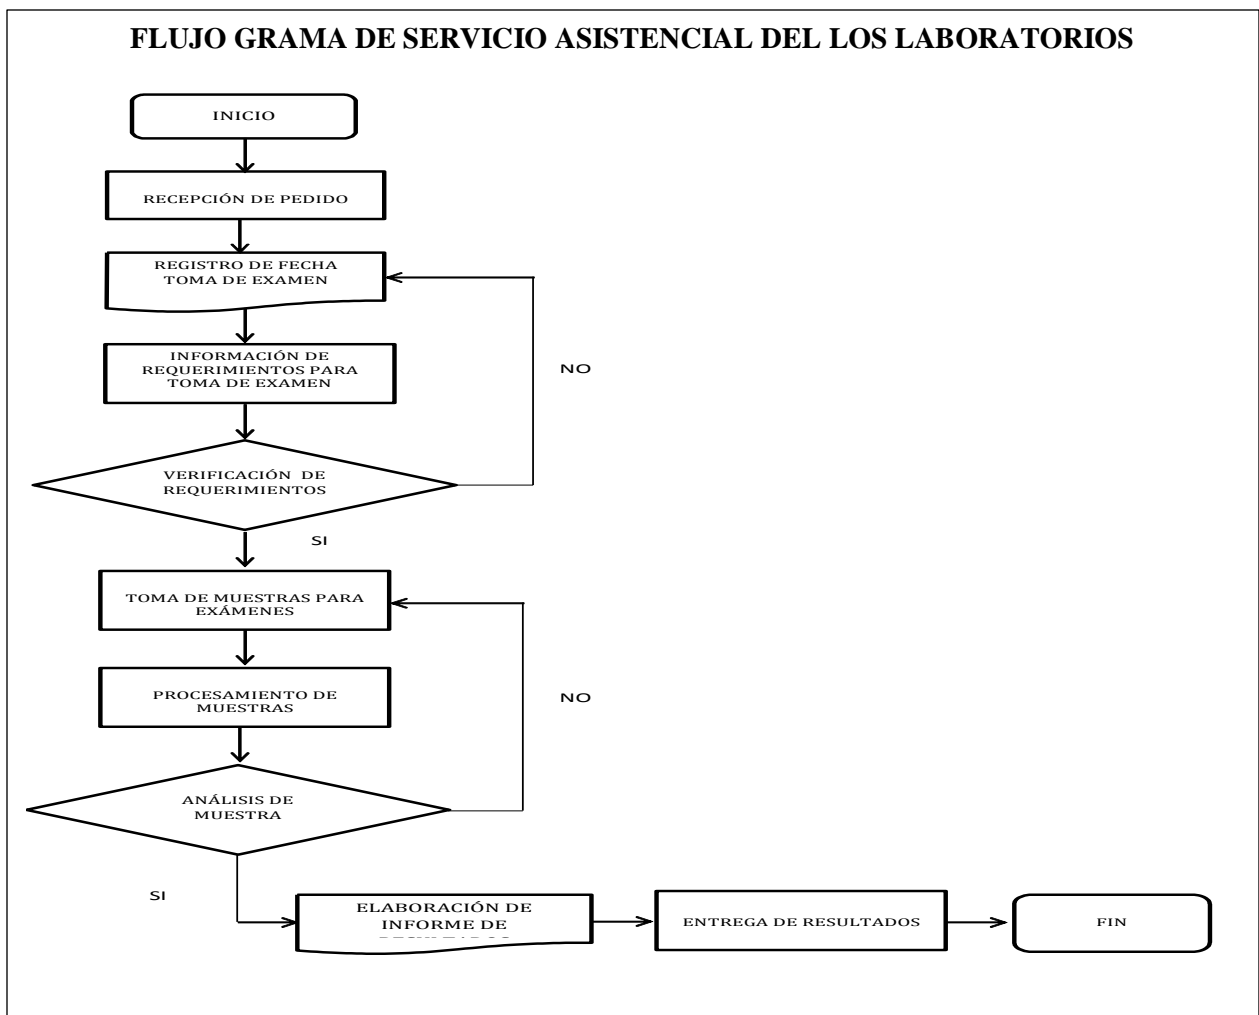 FLUJO GRAMA DE SERVICIO ASISTENCIAL DEL LOS LABORATORIOS
INICIO
RECEPCIÓN DE PEDIDO
REGISTRO DE FECHA
TOMA DE EXAMEN
INFORMACIÓN DE
REQUERIMIENTOS PARA
TOMA DE EXAMEN
NO
VERIFICACIÓN DE
REQUERIMIENTOS
SI
TOMA DE MUESTRAS PARA
EXÁMENES
PROCESAMIENTO DE
MUESTRAS
NO
ANÁLISIS DE
MUESTRA
SI
ELABORACIÓN DE
INFORME DE
ENTREGA DE RESULTADOS
FIN